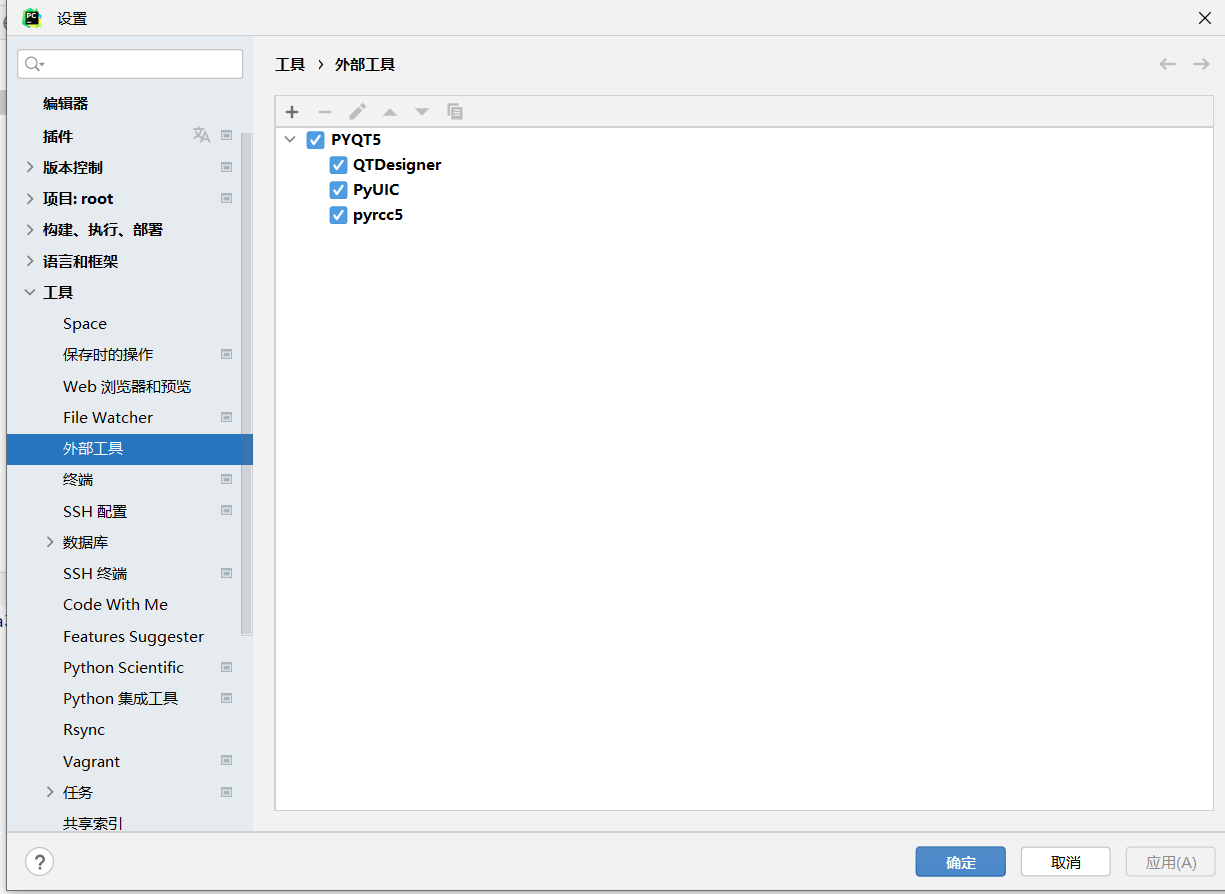 设置
工具 › 外部工具
编辑器
插件
版本控制
项目: root
构建、执行、部署
语言和框架
工具
Space
保存时的操作
Web 浏览器和预览
File Watcher
外部工具
终端
SSH 配置
数据库
SSH 终端
Code With Me
Features Suggester
Python Scientific
Python 集成工具
Rsync
Vagrant
任务
共享索引
PYQT5
QTDesigner
PyUIC
pyrcc5
?
确定
取消
应用(A)